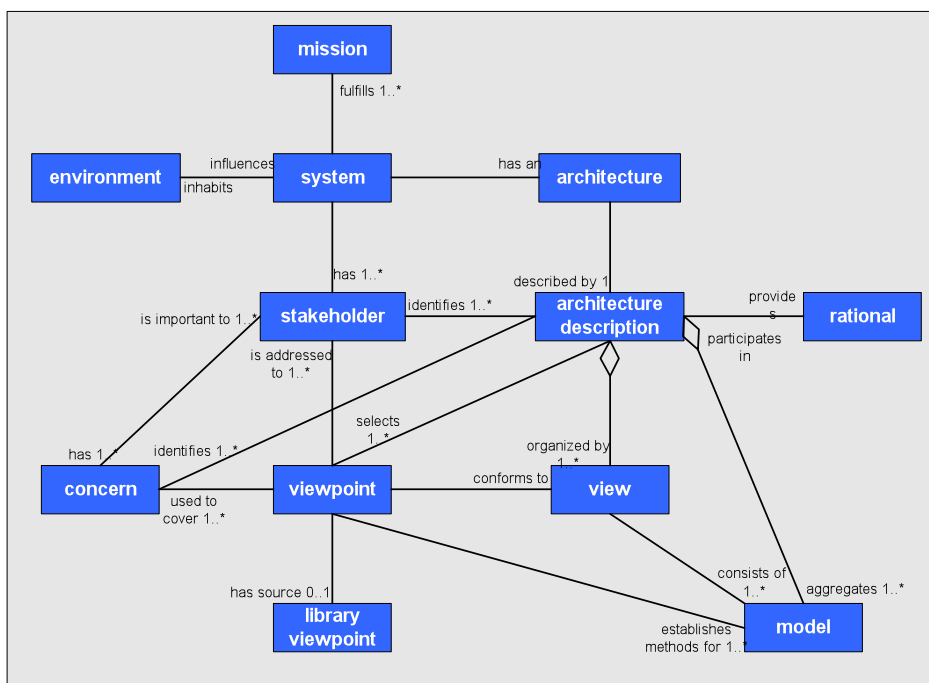 mission
fulfills 1..*
environment
influences
inhabits
system
has an
architecture
has 1..*
described by 1
is important to 1..*
stakeholder
identifies 1..*
architecture
description
provide
s
rational
participates
in
is addressed
to 1..*
selects
1..*
has 1..*
identifies 1..*
organized by
1..*
concern
used to
cover 1..*
viewpoint
conforms to
view
has source 0..1
consists of
1..*
aggregates 1..*
library
viewpoint
establishes
methods for 1..*
model